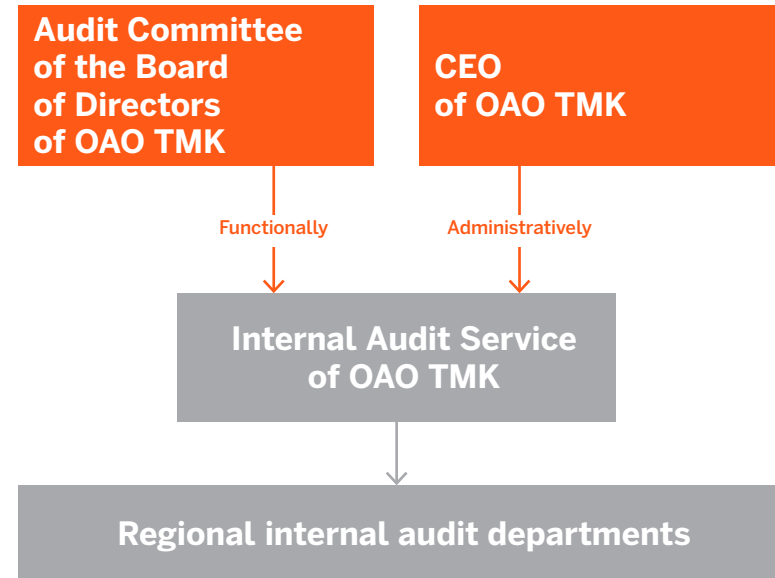 Audit Committee
of the Board
of Directors
of OAO TMK
CEO
of OAO TMK
Functionally
Administratively
Internal Audit Service
of OAO TMK
Regional internal audit departments